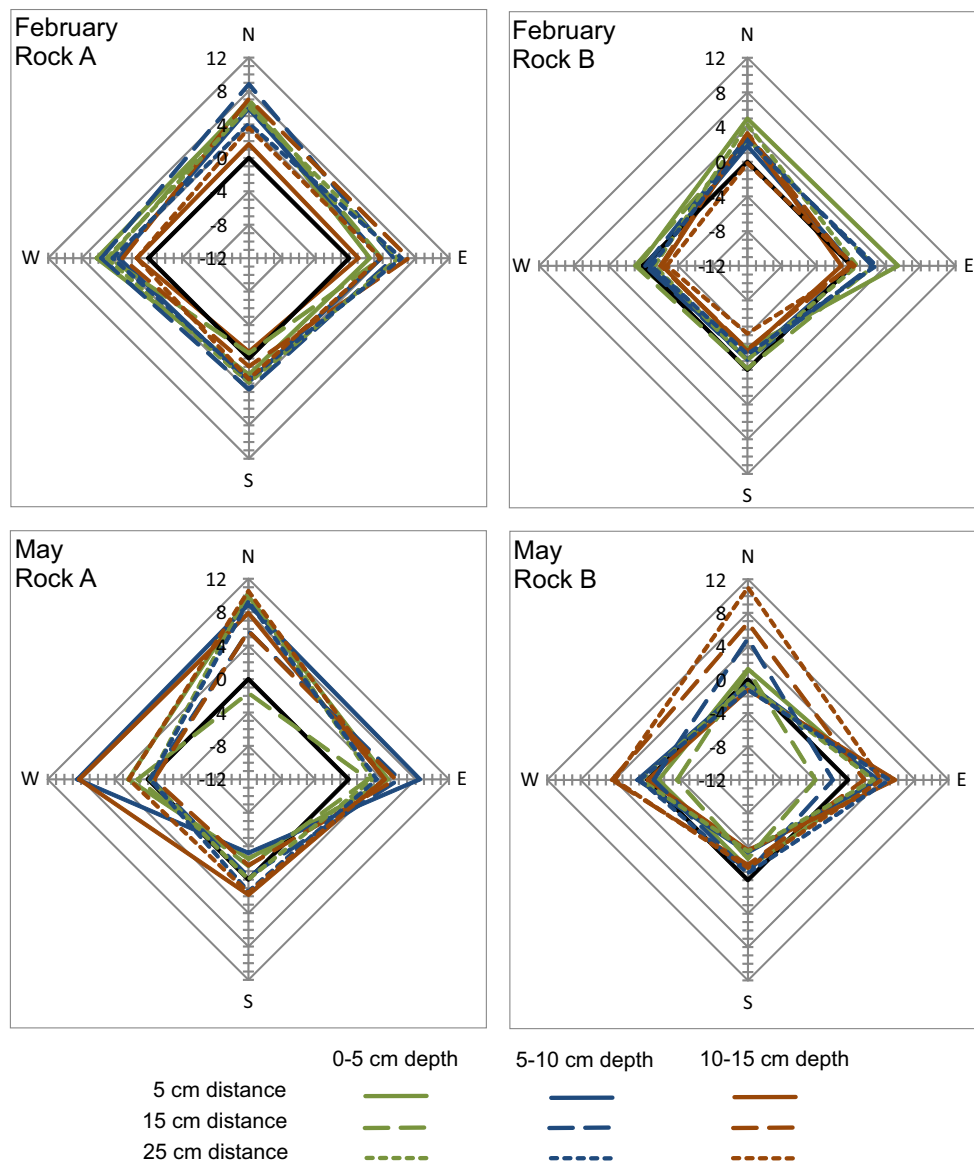 February
Rock A
N
12
8
4
0
4
-8
-12
W
E
S
February
Rock B
N
12
8
4
0
-4
-8
-12
W
E
S
May
Rock A
N
12
8
4
0
-4
-8
-12
W
E
S
May
Rock B
N
12
8
4
0
-4
-8
-12
W
E
S
0-5 cm depth 5-10 cm depth 10-15 cm depth
5 cm distance
15 cm distance
25 cm distance